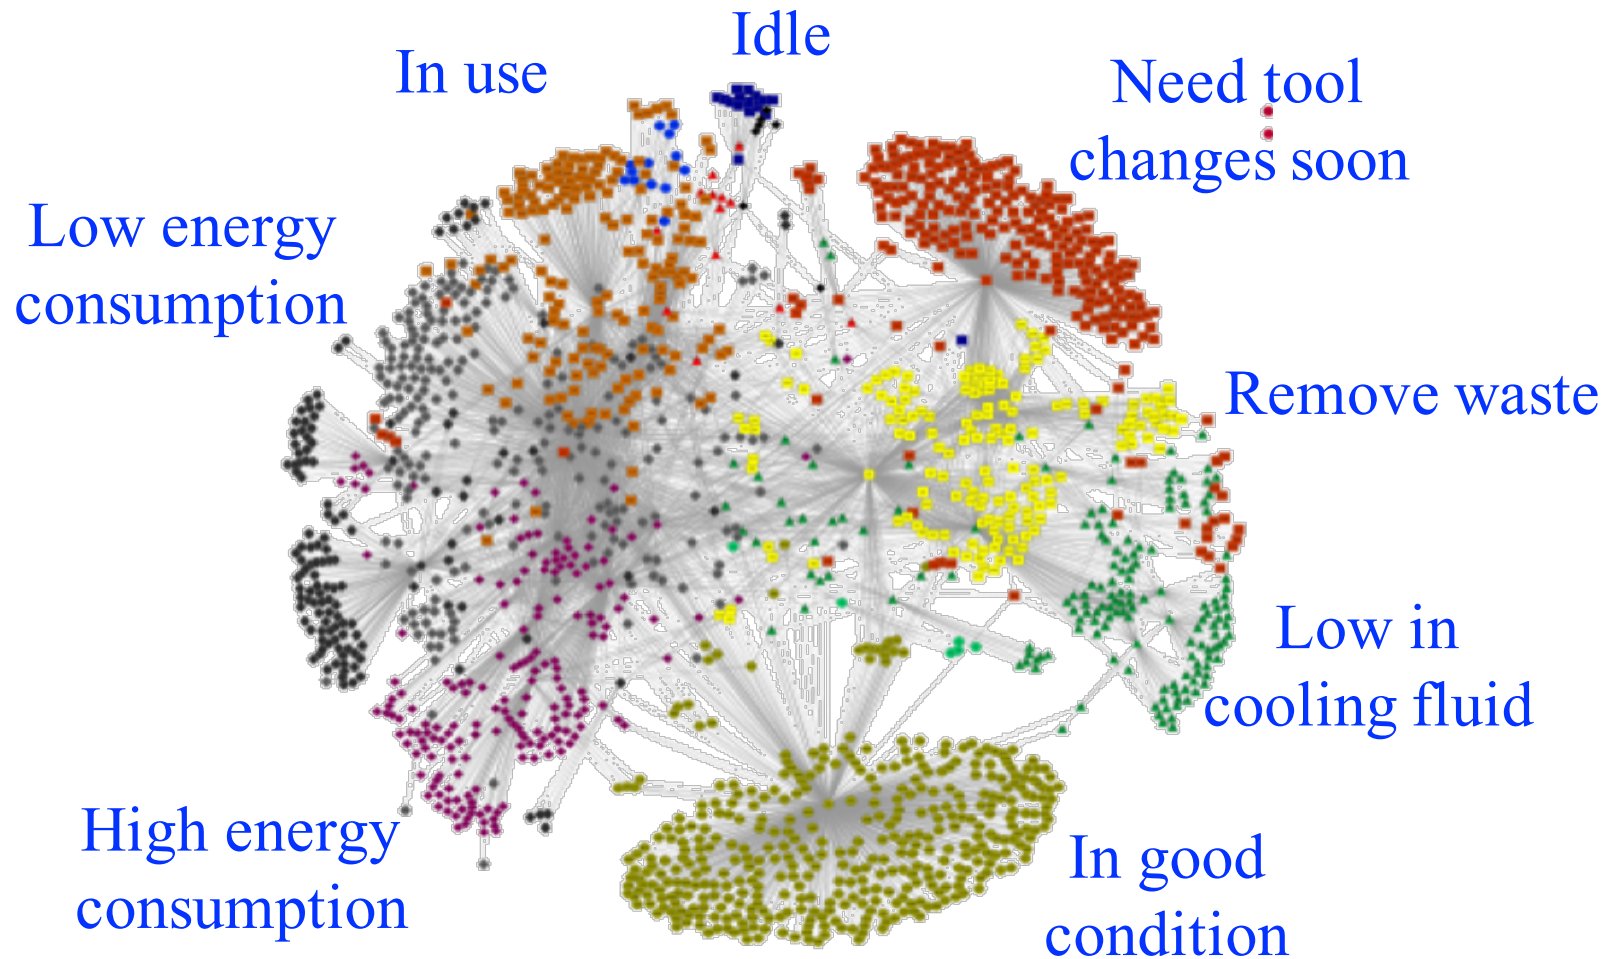 Idle
In use
Need tool
changes soon
Low energy
consumption
Remove waste
Low in
cooling fluid
High energy
consumption
In good
condition